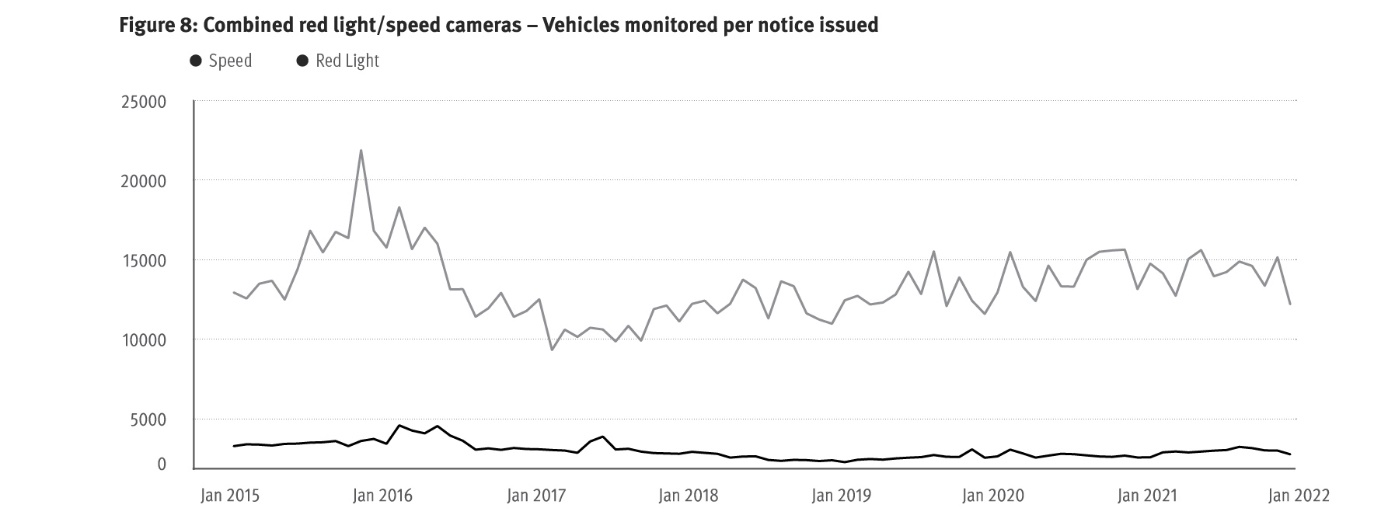 Figure 8: Combined red light/speed cameras – Vehicles monitored per notice issued
Speed Red Light
25000
20000
15000
10000
5000
0
Jan 2015 Jan 2016 Jan 2017 Jan 2018 Jan 2019 Jan 2020 Jan 2021 Jan 2022